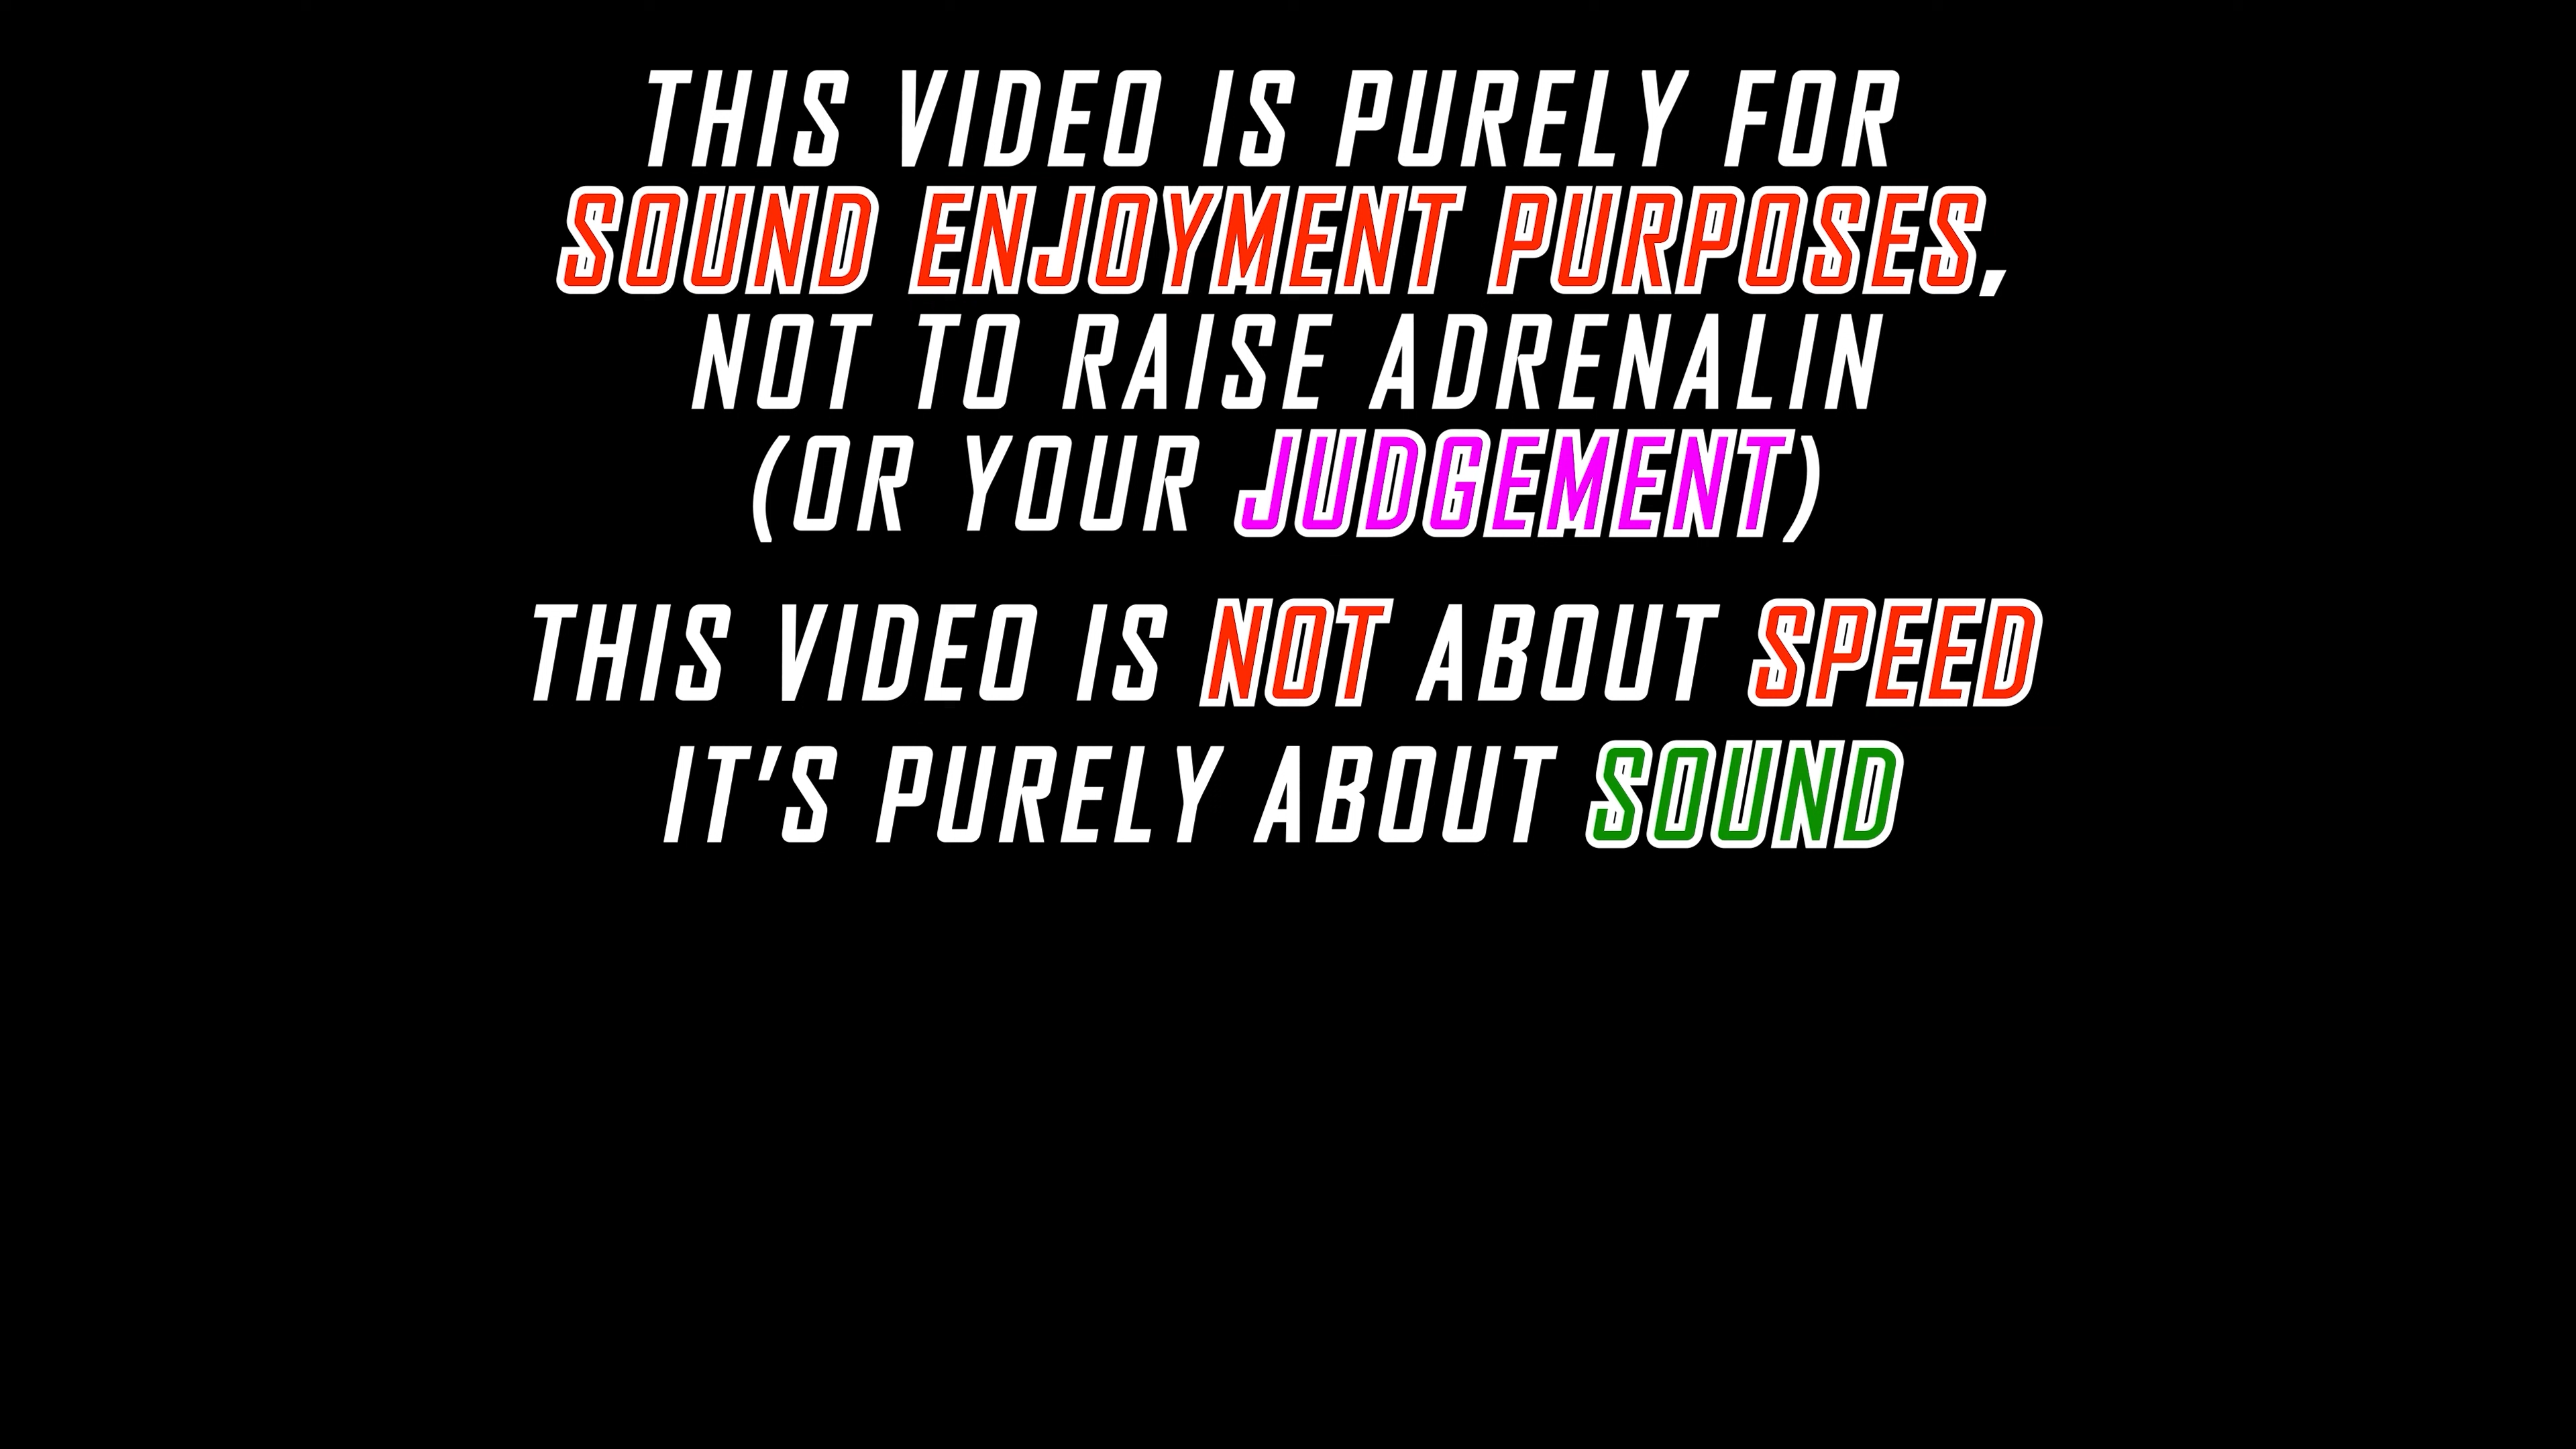 THIS VIDEO IS PURELY FOR
SOUND ENJOYMENT PURPOSES,
NOT TO RAISE ADRENALIN
(OR YOUR JUDGEMENT)
THIS VIDEO IS NOT ABOUT SPEED
IT'S PURELY ABOUT SOUND